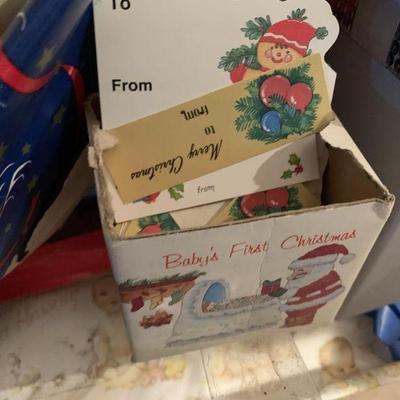 To
From
to
from,
Merry Christmas
from,
Baby's First Christmas